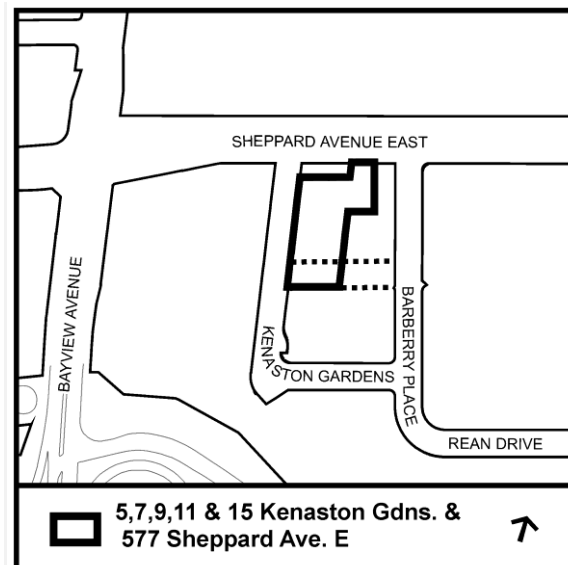 SHEPPARD AVENUE EAST
BAYVIEW AVENUE
KENASTON GARDENS
BARBERRY PLACE
REAN DRIVE
5,7,9,11 & 15 Kenaston Gdns. &
577 Sheppard Ave. E